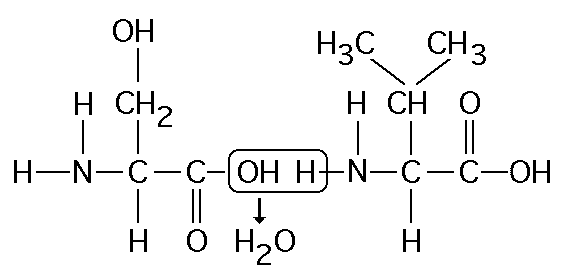 OH H₃C CH₃
H CH₂ H CH O
H N C C OH H N C C OH
H O H₂O H